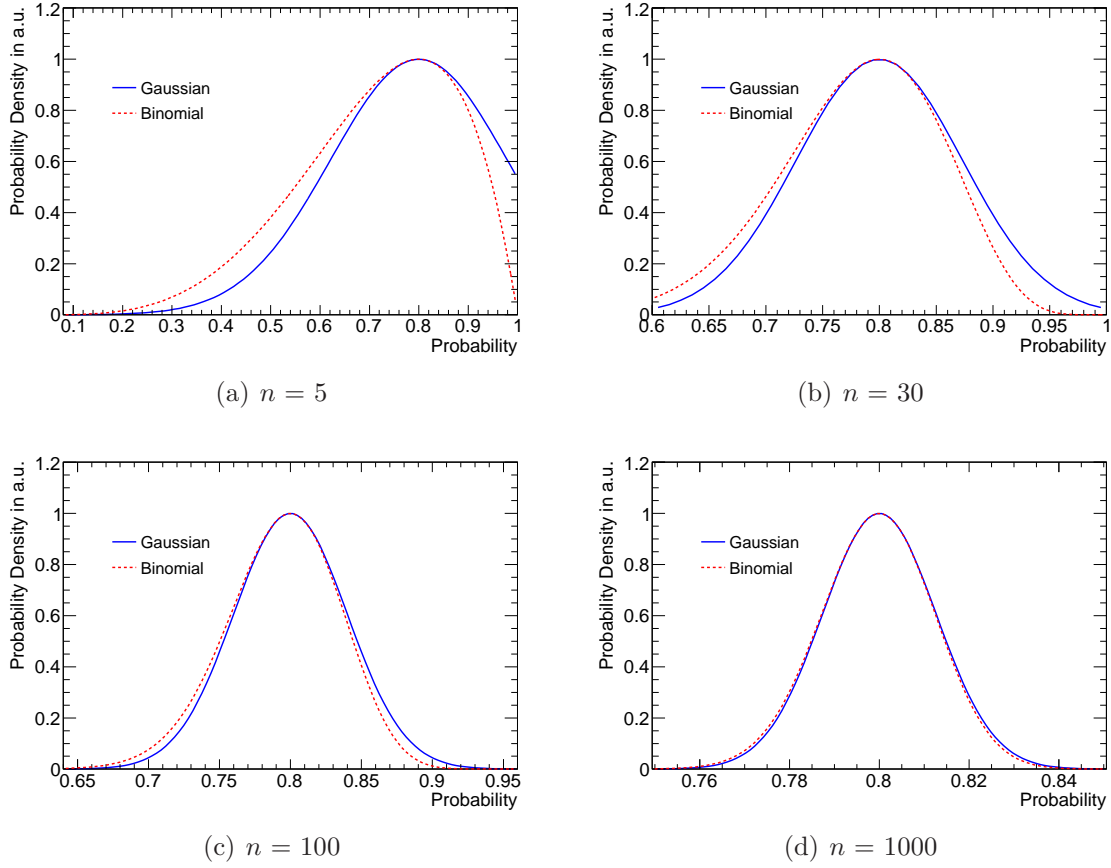 Probability Density in a.u.
1.2
1
0.8
0.6
0.4
0.2
0
Gaussian
Binomial
0.1 0.2 0.3 0.4 0.5 0.6 0.7 0.8 0.9 1
Probability
(a) n = 5
Probability Density in a.u.
1.2
1
0.8
0.6
0.4
0.2
0
Gaussian
Binomial
0.6 0.65 0.7 0.75 0.8 0.85 0.9 0.95 1
Probability
(b) n = 30
Probability Density in a.u.
1.2
1
0.8
0.6
0.4
0.2
0
Gaussian
Binomial
0.65 0.7 0.75 0.8 0.85 0.9 0.95
Probability
(c) n = 100
Probability Density in a.u.
1.2
1
0.8
0.6
0.4
0.2
0
Gaussian
Binomial
0.76 0.78 0.8 0.82 0.84
Probability
(d) n = 1000